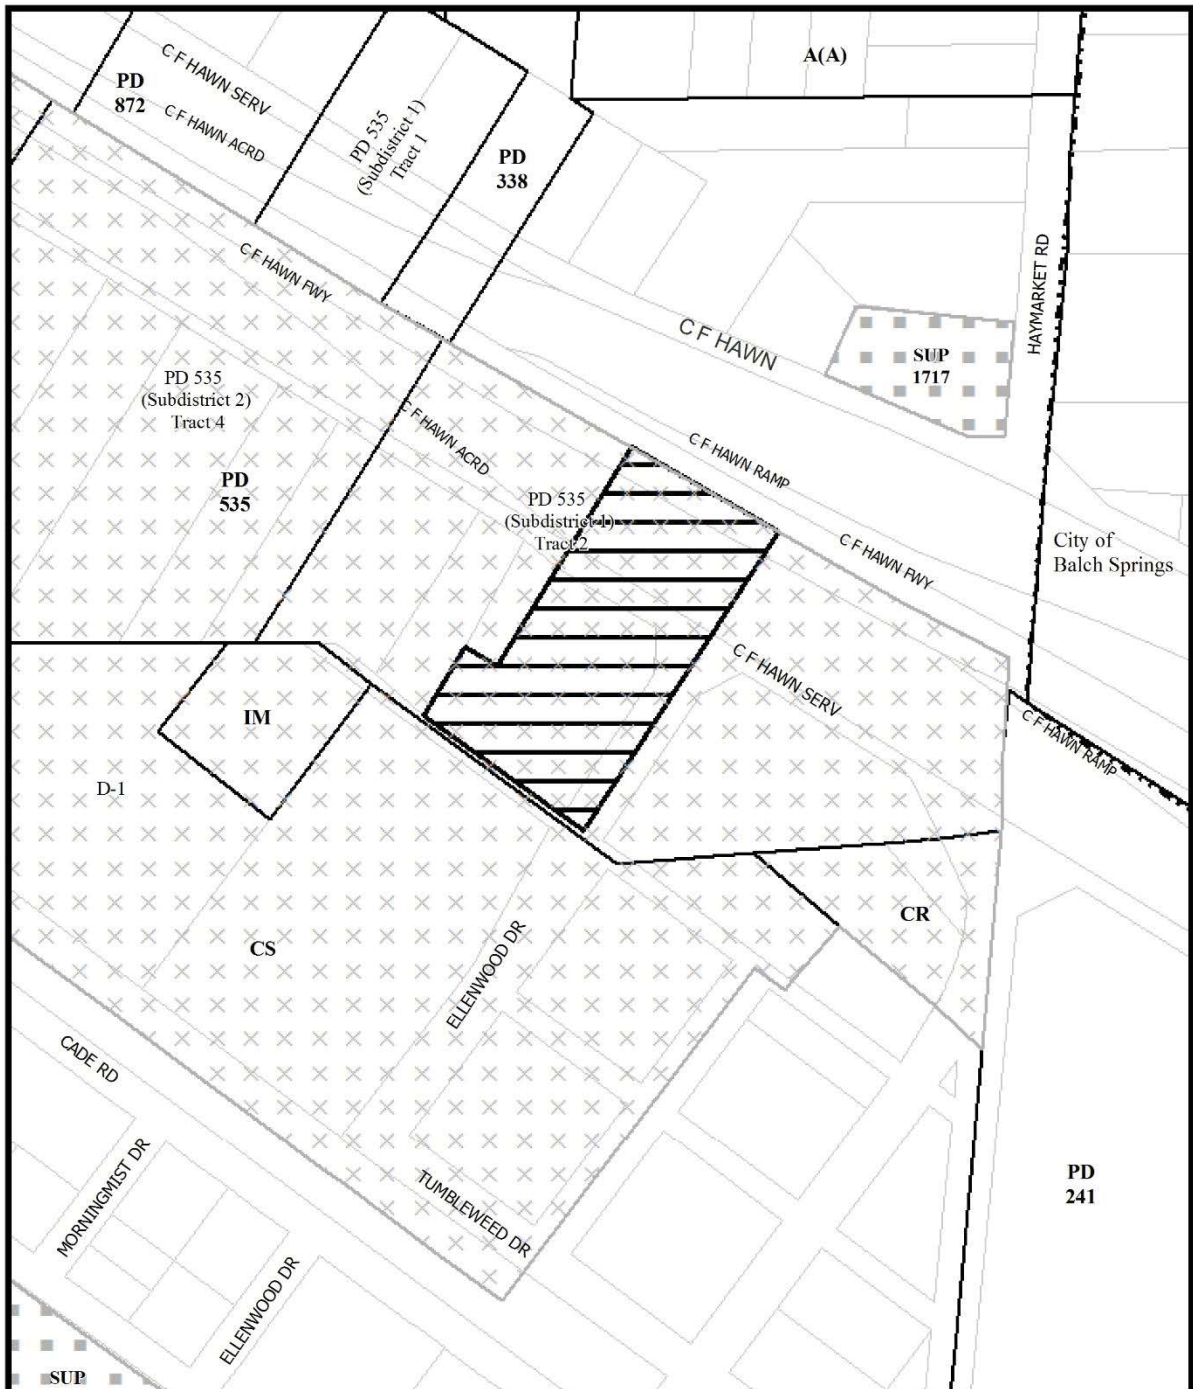 A(A)
C F HAWN SERV
PD
872
C F HAWN ACRD
PD 535
(Subdistrict 1)
Tract 1
PD
338
C F HAWN FWY
HAYMARKET RD
C F HAWN
SUP
1717
PD 535
(Subdistrict 2)
Tract 4
C F HAWN ACRD
C F HAWN RAMP
PD
535
PD 535
(Subdistrict 1)
Tract 2
C F HAWN FWY
City of
Balch Springs
C F HAWN SERV
IM
C F HAWN RAMP
D-1
CR
CS
ELLENWOOD DR
CADE RD
MORNINGMIST DR
TUMBLEWEED DR
PD
241
ELLENWOOD DR
SUP